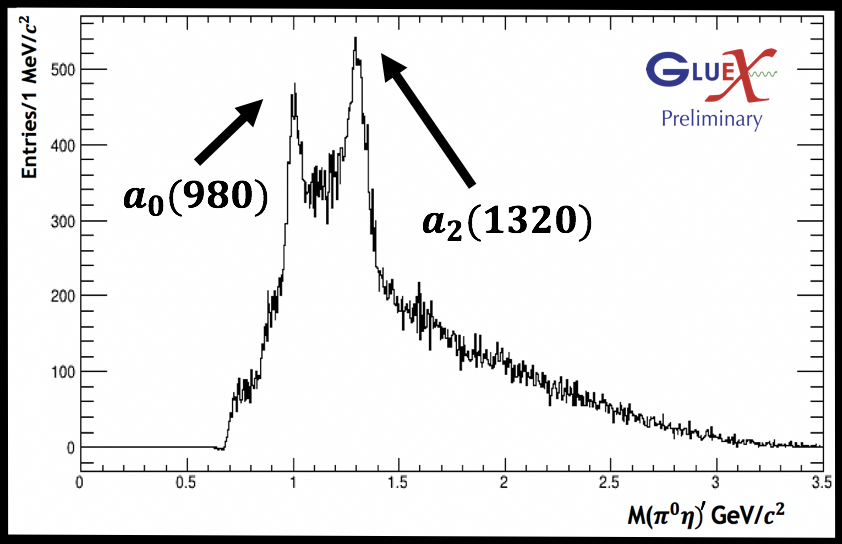 Entries/1 MeV/c²
500
400
300
200
100
0
a₀(980)
a₂(1320)
GLUEX
Preliminary
0 0.5 1 1.5 2 2.5 3 3.5
M(π⁰η)′ GeV/c²